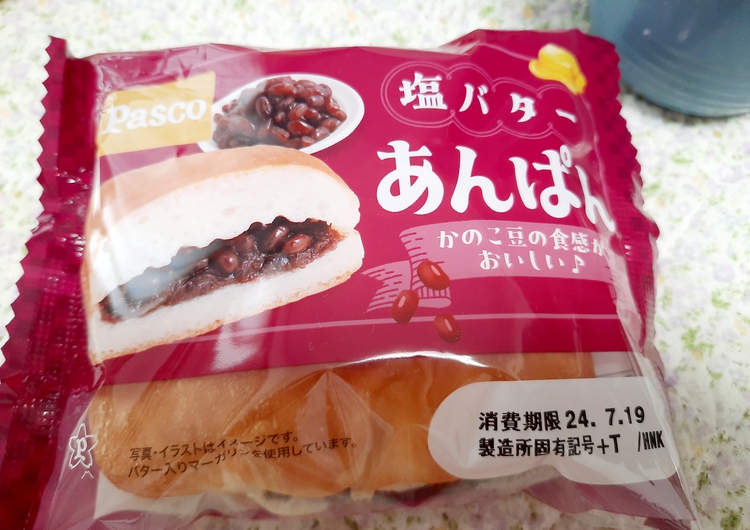 Pasco
塩バター
あんぱん
かのこ豆の食感が
おいしい♪
消費期限24. 7.19
製造所固有記号+T /HNK
写真・イラストはイメージです。
バター入りマーガリンを使用しています。